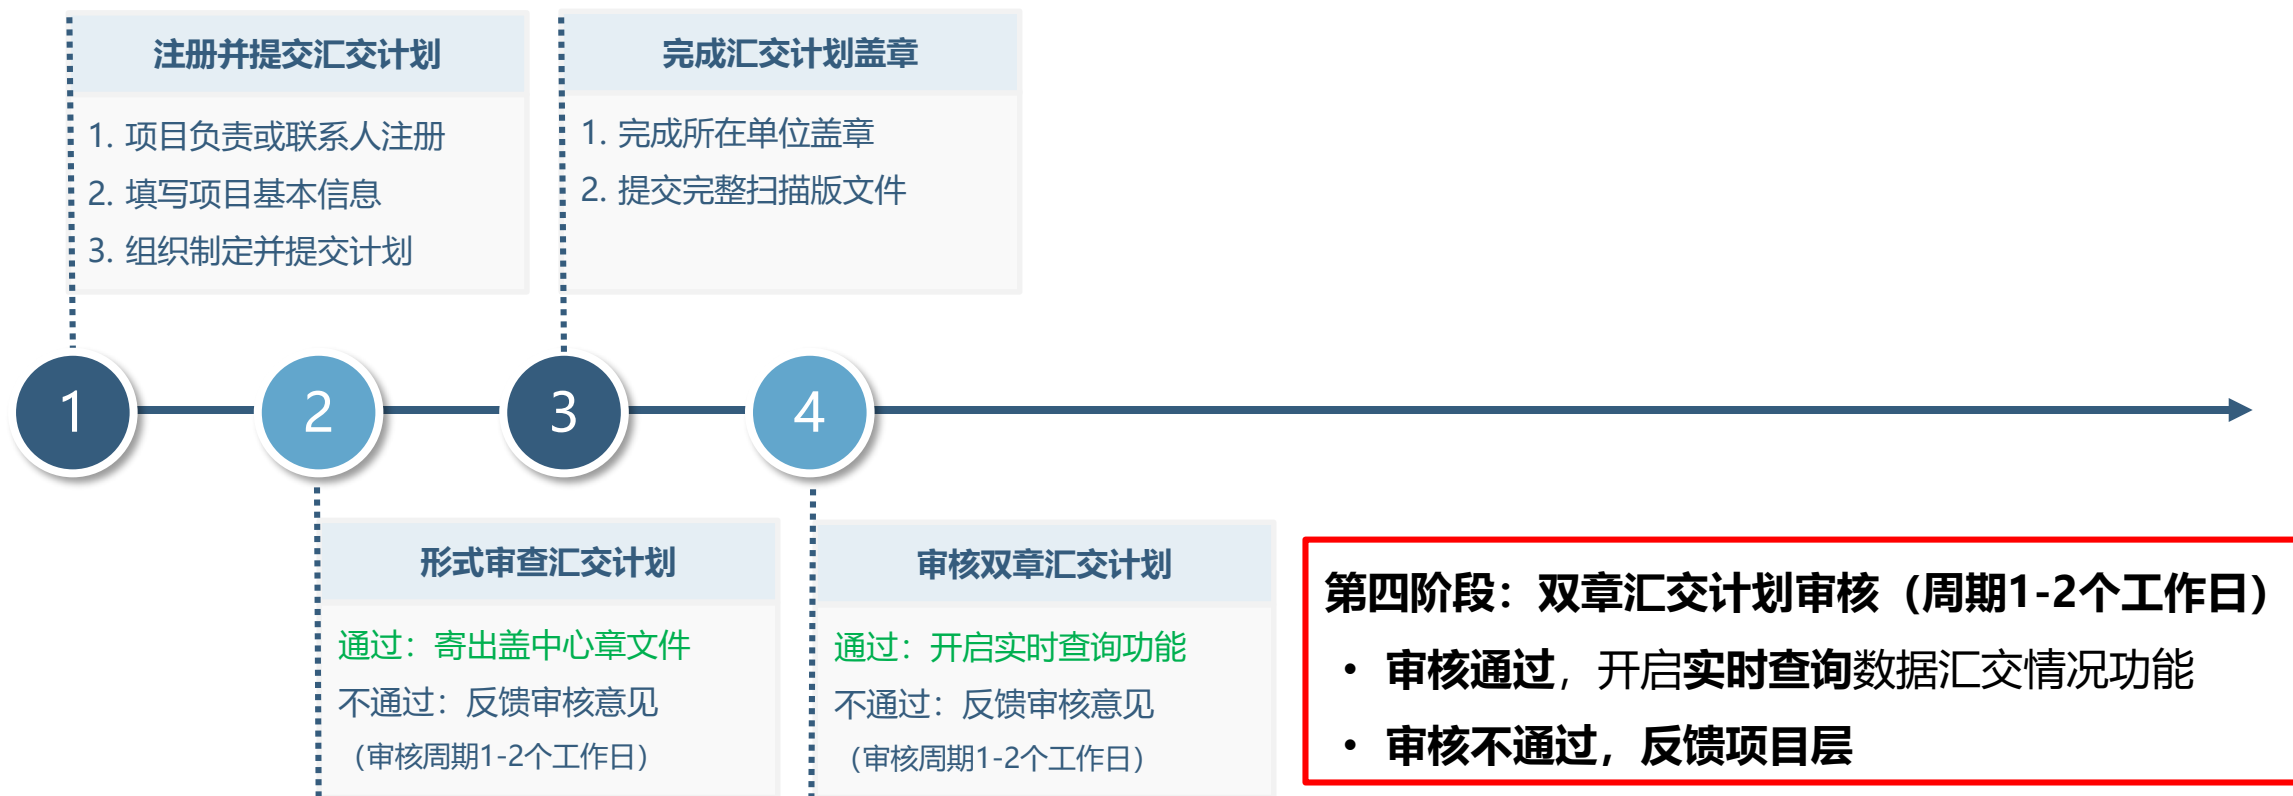 注册并提交汇交计划
1. 项目负责或联系人注册
2. 填写项目基本信息
3. 组织制定并提交计划
完成汇交计划盖章
1. 完成所在单位盖章
2. 提交完整扫描版文件
1
2
3
4
形式审查汇交计划
通过：寄出盖中心章文件
不通过：反馈审核意见
（审核周期1-2个工作日）
审核双章汇交计划
通过：开启实时查询功能
不通过：反馈审核意见
（审核周期1-2个工作日）
第四阶段：双章汇交计划审核（周期1-2个工作日）
• 审核通过，开启实时查询数据汇交情况功能
• 审核不通过，反馈项目层